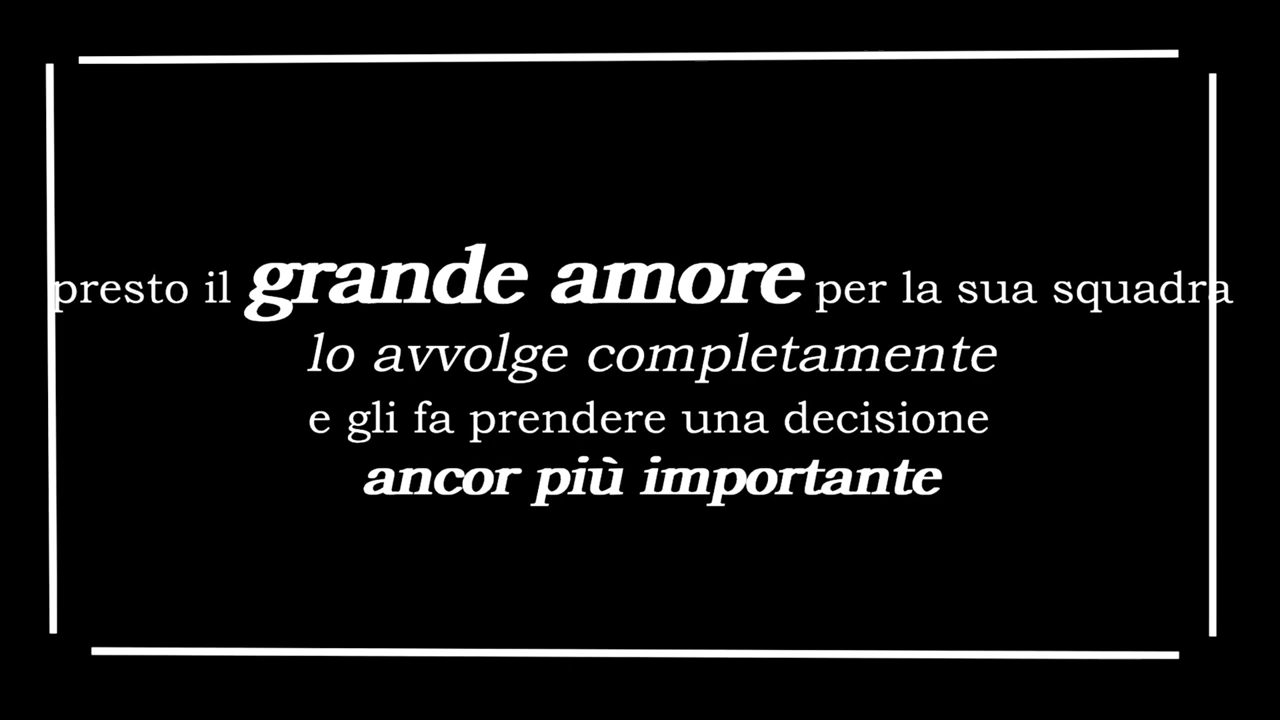 presto il grande amore per la sua squadra
lo avvolge completamente
e gli fa prendere una decisione
ancor più importante